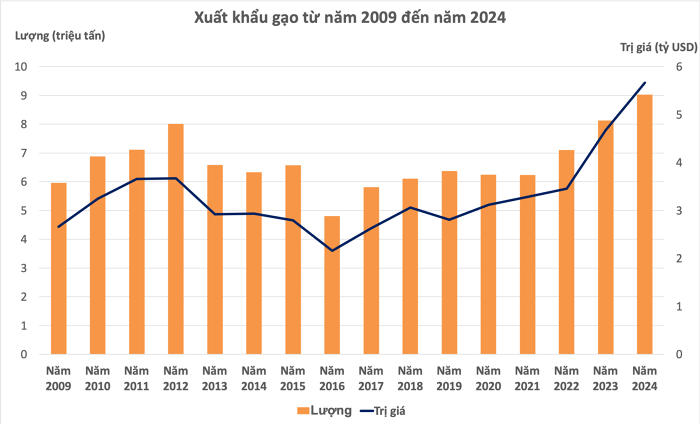 Xuất khẩu gạo từ năm 2009 đến năm 2024
Lượng (triệu tấn)
Trị giá (tỷ USD)
10
9
8
7
6
5
4
3
2
1
0
6
5
4
3
2
1
0
Năm 2009
Năm 2010
Năm 2011
Năm 2012
Năm 2013
Năm 2014
Năm 2015
Năm 2016
Năm 2017
Năm 2018
Năm 2019
Năm 2020
Năm 2021
Năm 2022
Năm 2023
Năm 2024
Lượng
Trị giá